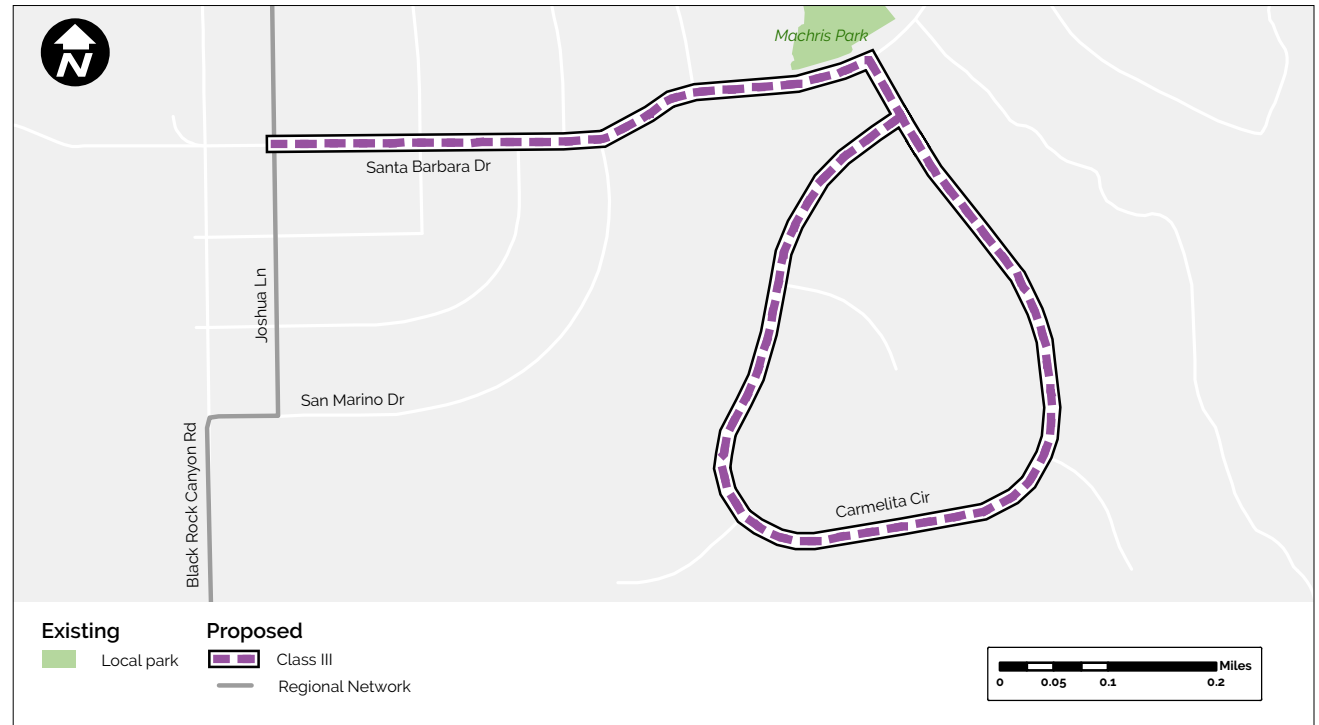 N
Machris Park
Santa Barbara Dr
Joshua Ln
San Marino Dr
Black Rock Canyon Rd
Carmelita Cir
Existing
Local park
Proposed
Class III
Regional Network
Miles
0 0.05 0.1 0.2